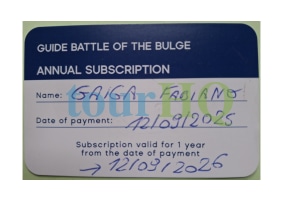 GUIDE BATTLE OF THE BULGE
ANNUAL SUBSCRIPTION
Name: GAIGA FABIANO
Date of payment: 12/09/2025
tourHQ
Subscription valid for 1 year
from the date of payment
→ 12/09/2026